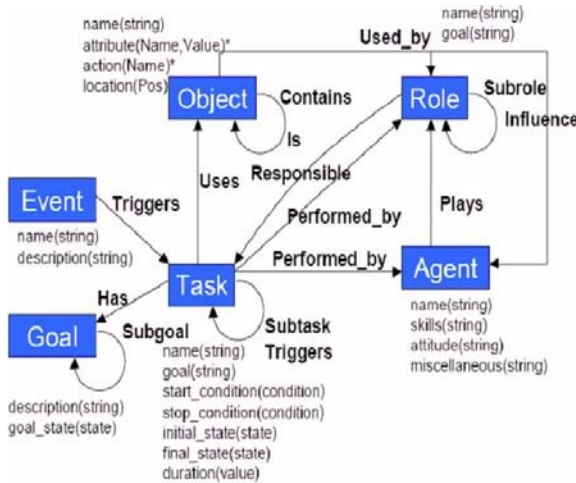 name(string)
attribute(Name,Value)*
action(Name)*
location(Pos)
Object
Contains
Is
Used_by
name(string)
goal(string)
Role
Subrole
Influence
Uses
Responsible
Performed_by
Plays
Event
Triggers
name(string)
description(string)
Task
Performed_by
Agent
name(string)
skills(string)
attitude(string)
miscellaneous(string)
Has
Goal
Subgoal
description(string)
goal_state(state)
Subtask
Triggers
name(string)
goal(string)
start_condition(condition)
stop_condition(condition)
initial_state(state)
final_state(state)
duration(value)